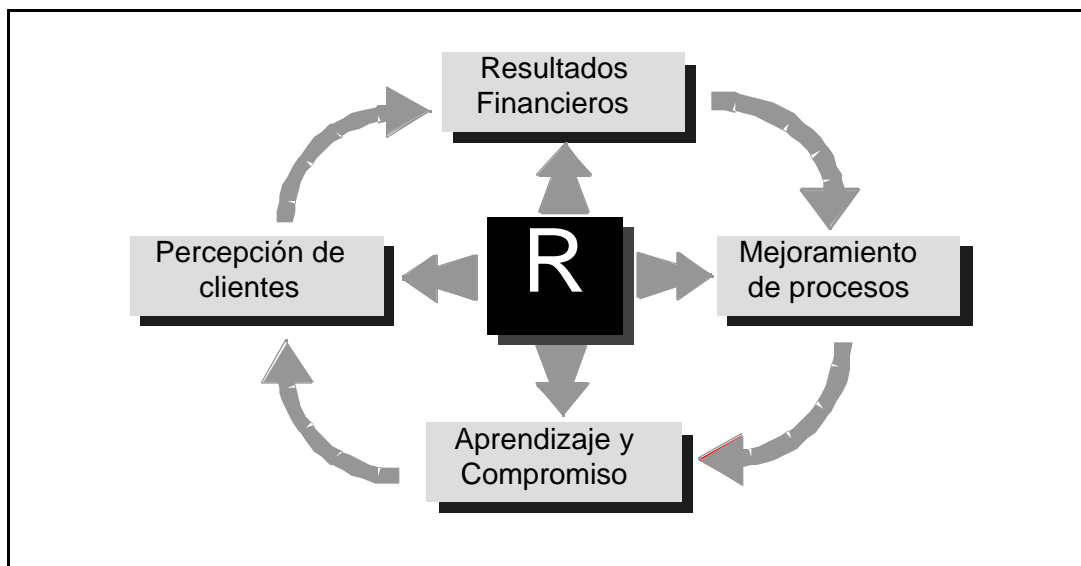 Resultados
Financieros
Percepción de
clientes
R
Mejoramiento
de procesos
Aprendizaje y
Compromiso